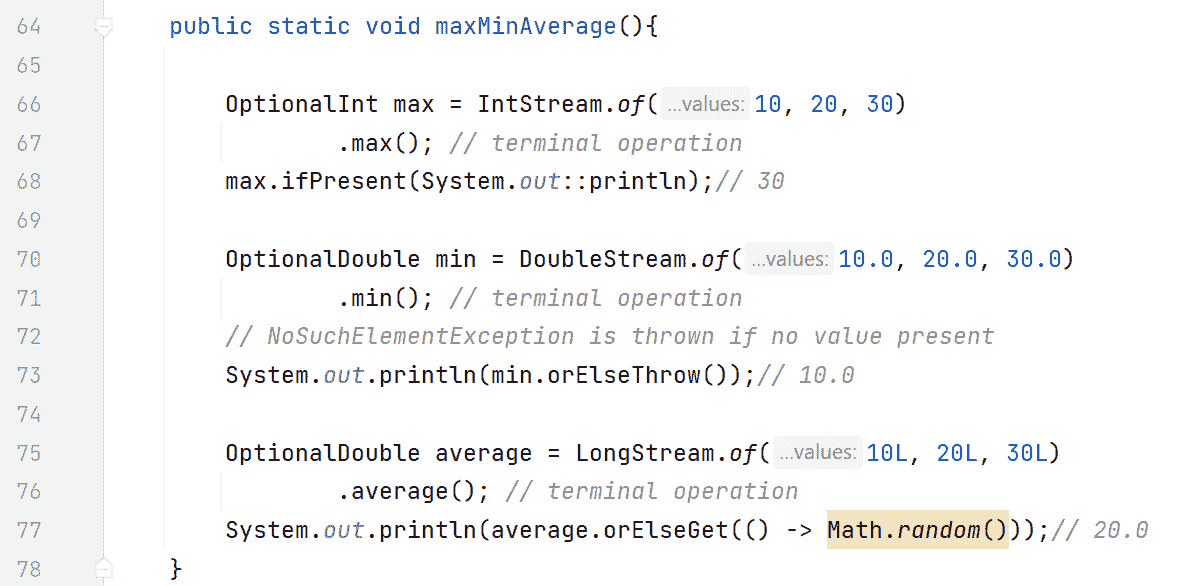 64 public static void maxMinAverage(){
65
66 OptionalInt max = IntStream.of( ...values: 10, 20, 30)
67 .max(); // terminal operation
68 max.ifPresent(System.out::println);// 30
69
70 OptionalDouble min = DoubleStream.of( ...values: 10.0, 20.0, 30.0)
71 .min(); // terminal operation
72 // NoSuchElementException is thrown if no value present
73 System.out.println(min.orElseThrow());// 10.0
74
75 OptionalDouble average = LongStream.of( ...values: 10L, 20L, 30L)
76 .average(); // terminal operation
77 System.out.println(average.orElseGet(() -> Math.random()));// 20.0
78 }